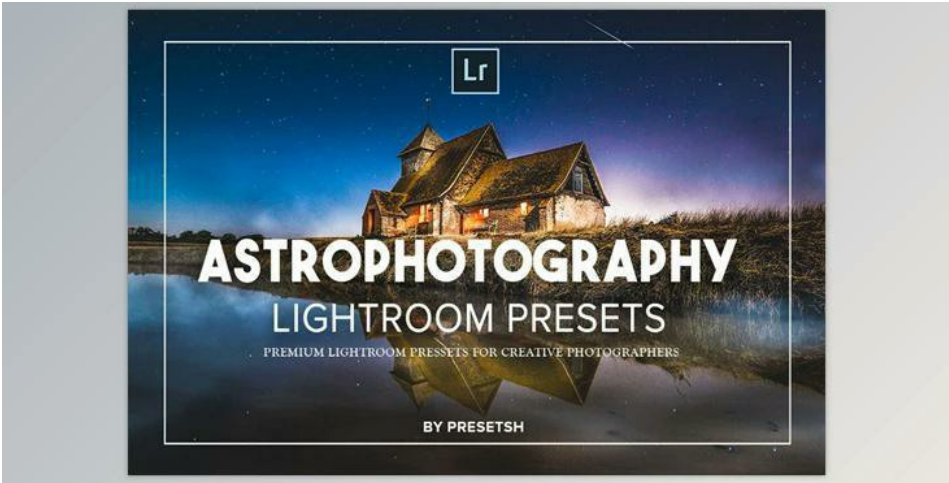 Lr
ASTROPHOTOGRAPHY
LIGHTROOM PRESETS
PREMIUM LIGHTROOM PRESSETS FOR CREATIVE PHOTOGRAPHERS
BY PRESETSH